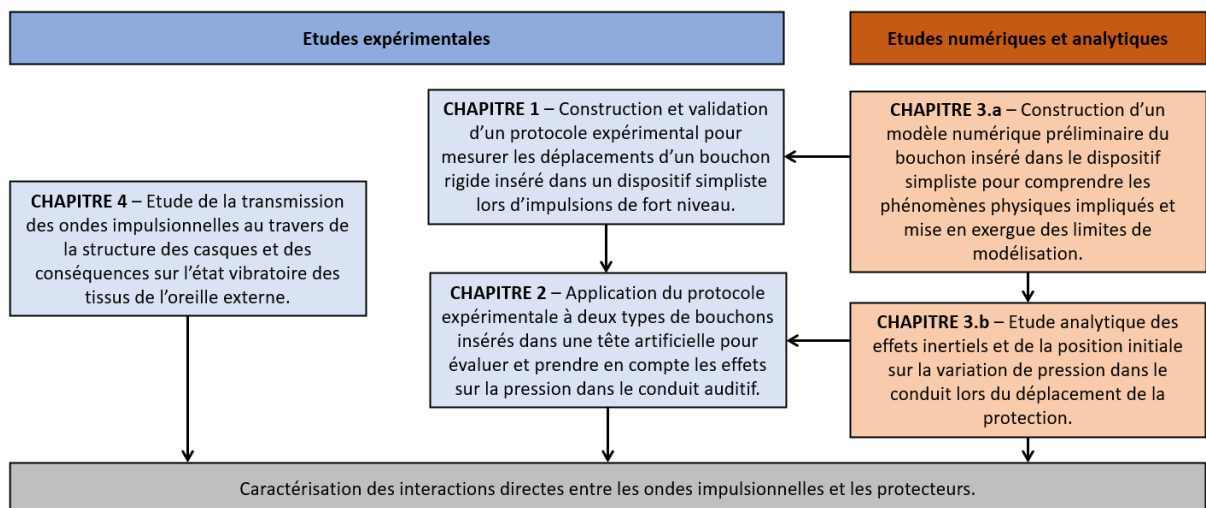 Etudes expérimentales
Etudes numériques et analytiques
CHAPITRE 1 – Construction et
validation d'un protocole expérimental pour
mesurer les déplacements d'un bouchon
rigide inséré dans un dispositif simpliste
lors d'impulsions de fort niveau.
CHAPITRE 3.a – Construction d'un
modèle numérique préliminaire du
bouchon inséré dans le dispositif
simpliste pour comprendre les
phénomènes physiques impliqués et
mise en exergue des limites de
modélisation.
CHAPITRE 4 – Etude de la transmission
des ondes impulsionnelles au travers de
la structure des casques et des
conséquences sur l'état vibratoire des
tissus de l'oreille externe.
CHAPITRE 2 – Application du protocole
expérimentale à deux types de bouchons
insérés dans une tête artificielle pour
évaluer et prendre en compte les effets
sur la pression dans le conduit auditif.
CHAPITRE 3.b – Etude analytique des
effets inertiels et de la position initiale
sur la variation de pression dans le
conduit lors du déplacement de la
protection.
Caractérisation des interactions directes entre les ondes impulsionnelles et les protecteurs.